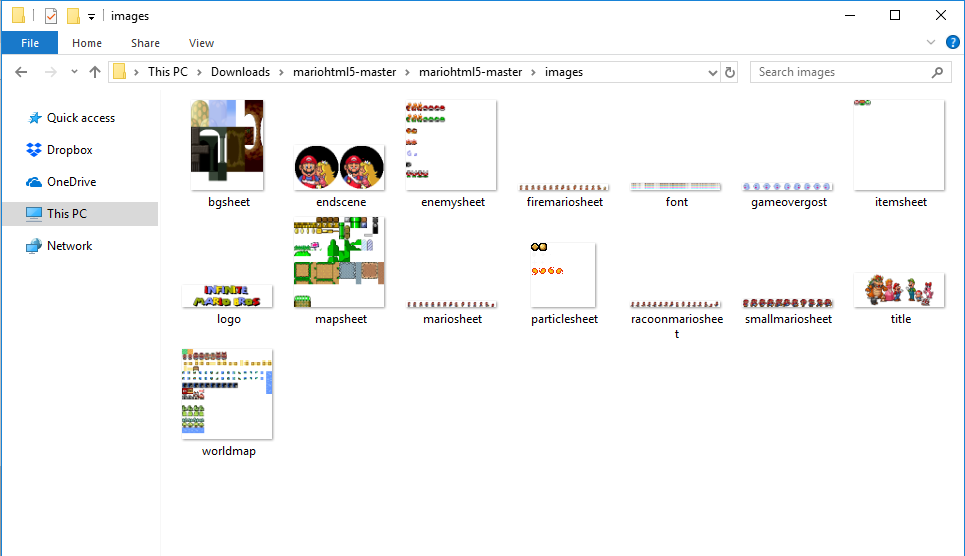 images
File Home Share View
This PC Downloads mariohtml5-master mariohtml5-master images
Search images
Quick access
Dropbox
OneDrive
This PC
Network
bgsheet endscene enemysheet firemariosheet font gameovergost itemsheet
INFINITE
MARIO BROS
logo mapsheet mariosheet particlesheet racoonmarioshee
t
smallmariosheet title
worldmap